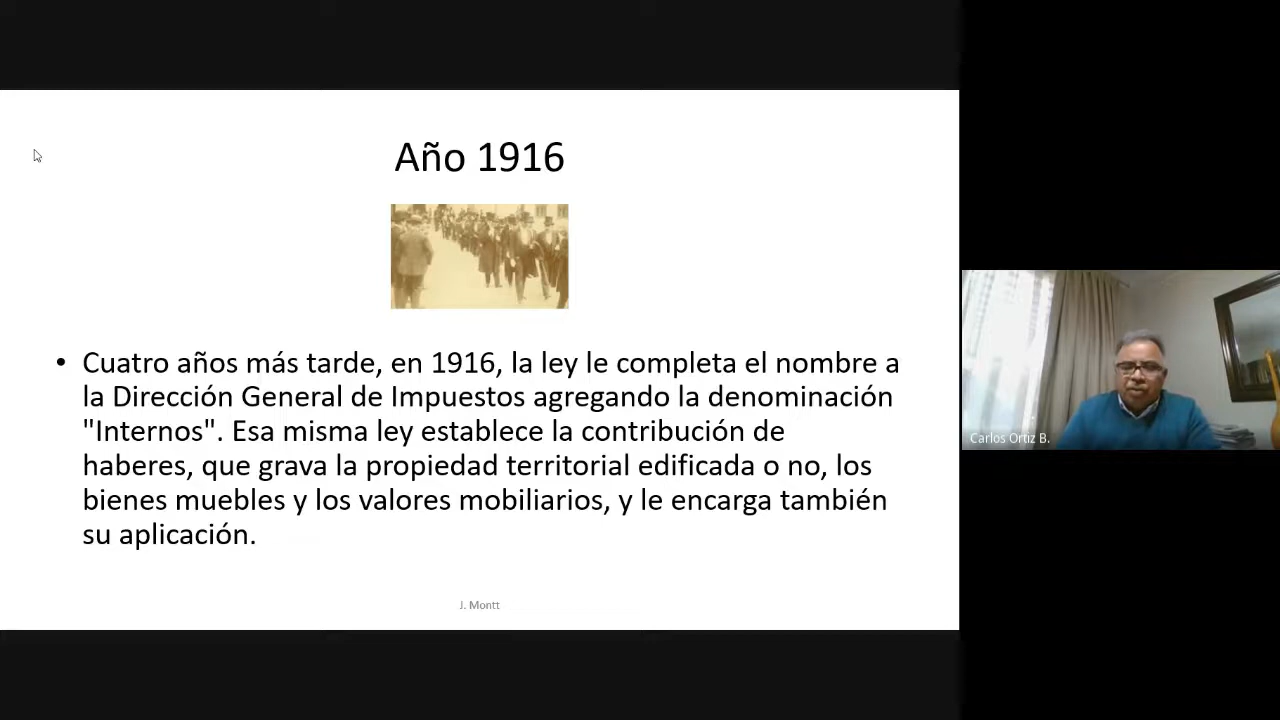 Año 1916
• Cuatro años más tarde, en 1916, la ley le completa el nombre a
la Dirección General de Impuestos agregando la denominación
"Internos". Esa misma ley establece la contribución de
haberes, que grava la propiedad territorial edificada o no, los
bienes muebles y los valores mobiliarios, y le encarga también
su aplicación.
J. Montt
Carlos Ortiz B.